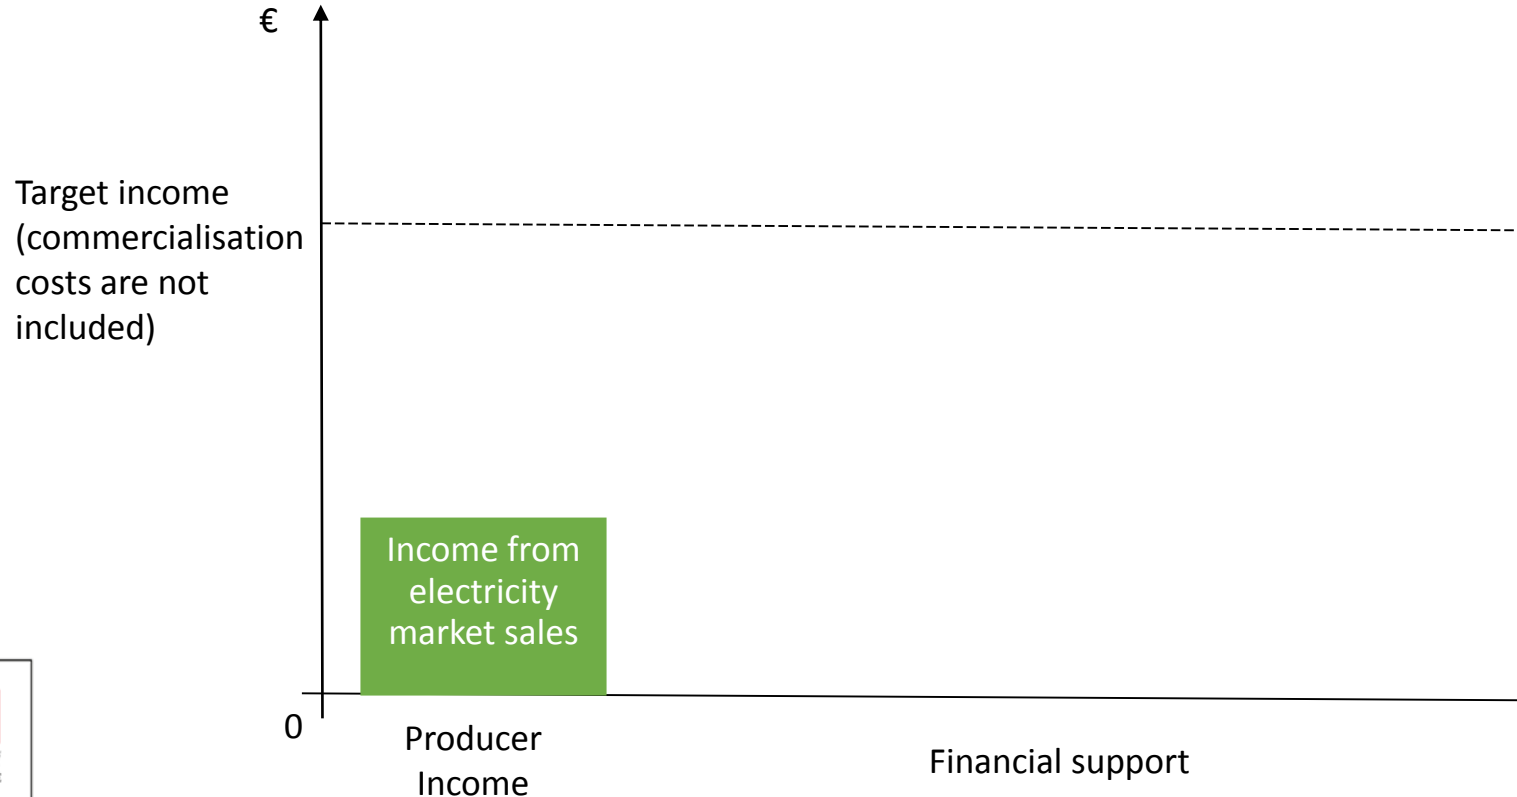 €
Target income
(commercialisation
costs are not
included)
Income from
electricity
market sales
0
Producer
Income
Financial support